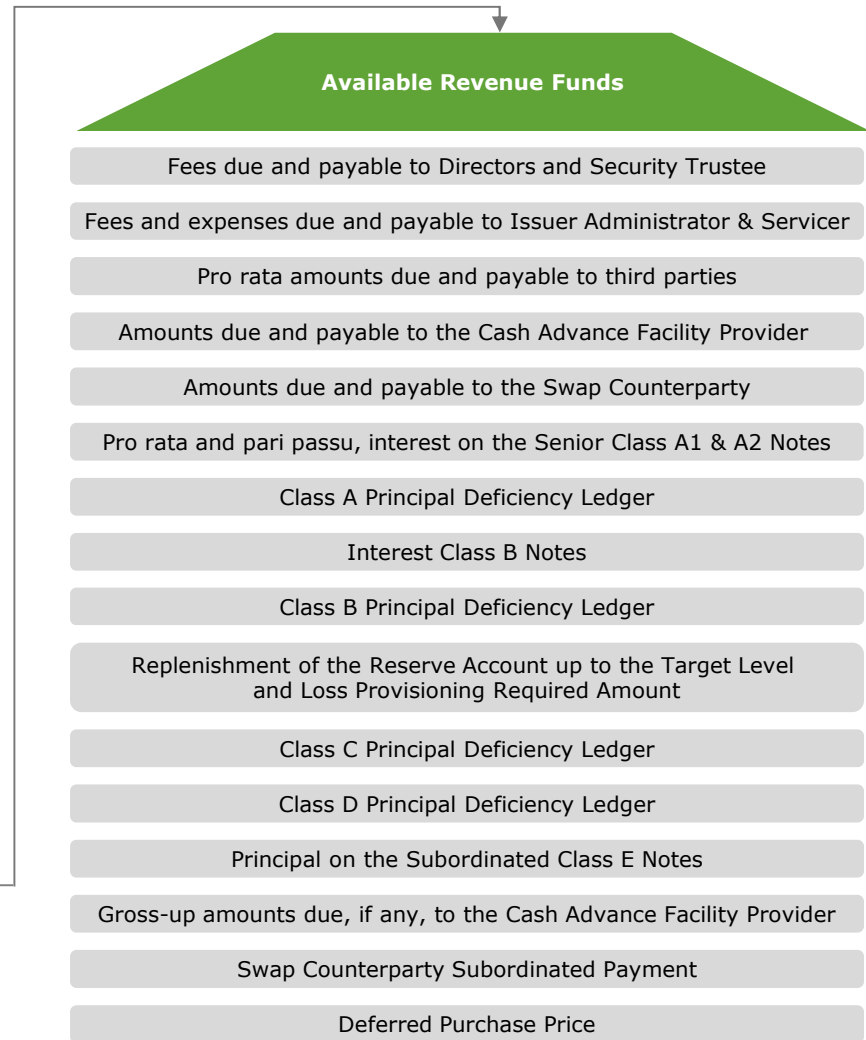 Available Revenue Funds
Fees due and payable to Directors and Security Trustee
Fees and expenses due and payable to Issuer Administrator & Servicer
Pro rata amounts due and payable to third parties
Amounts due and payable to the Cash Advance Facility Provider
Amounts due and payable to the Swap Counterparty
Pro rata and pari passu, interest on the Senior Class A1 & A2 Notes
Class A Principal Deficiency Ledger
Interest Class B Notes
Class B Principal Deficiency Ledger
Replenishment of the Reserve Account up to the Target Level
and Loss Provisioning Required Amount
Class C Principal Deficiency Ledger
Class D Principal Deficiency Ledger
Principal on the Subordinated Class E Notes
Gross-up amounts due, if any, to the Cash Advance Facility Provider
Swap Counterparty Subordinated Payment
Deferred Purchase Price